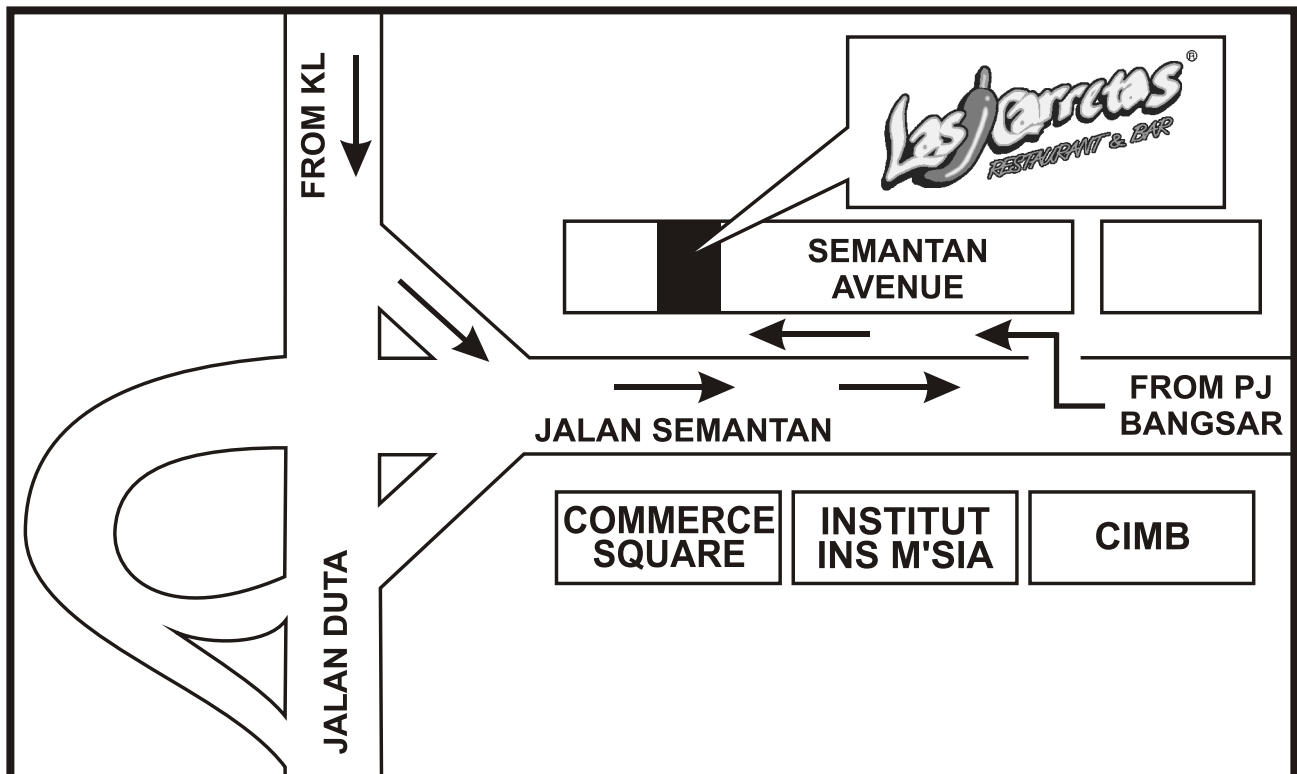 FROM KL
Las Carretas®
RESTAURANT & BAR
SEMANTAN
AVENUE
FROM PJ
BANGSAR
JALAN SEMANTAN
COMMERCE
SQUARE
INSTITUT
INS M'SIA
CIMB
JALAN DUTA